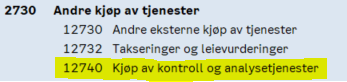 2730 Andre kjøp av tjenester
12730 Andre eksterne kjøp av tjenester
12732 Takseringer og leievurderinger
12740 Kjøp av kontroll og analysetjenester